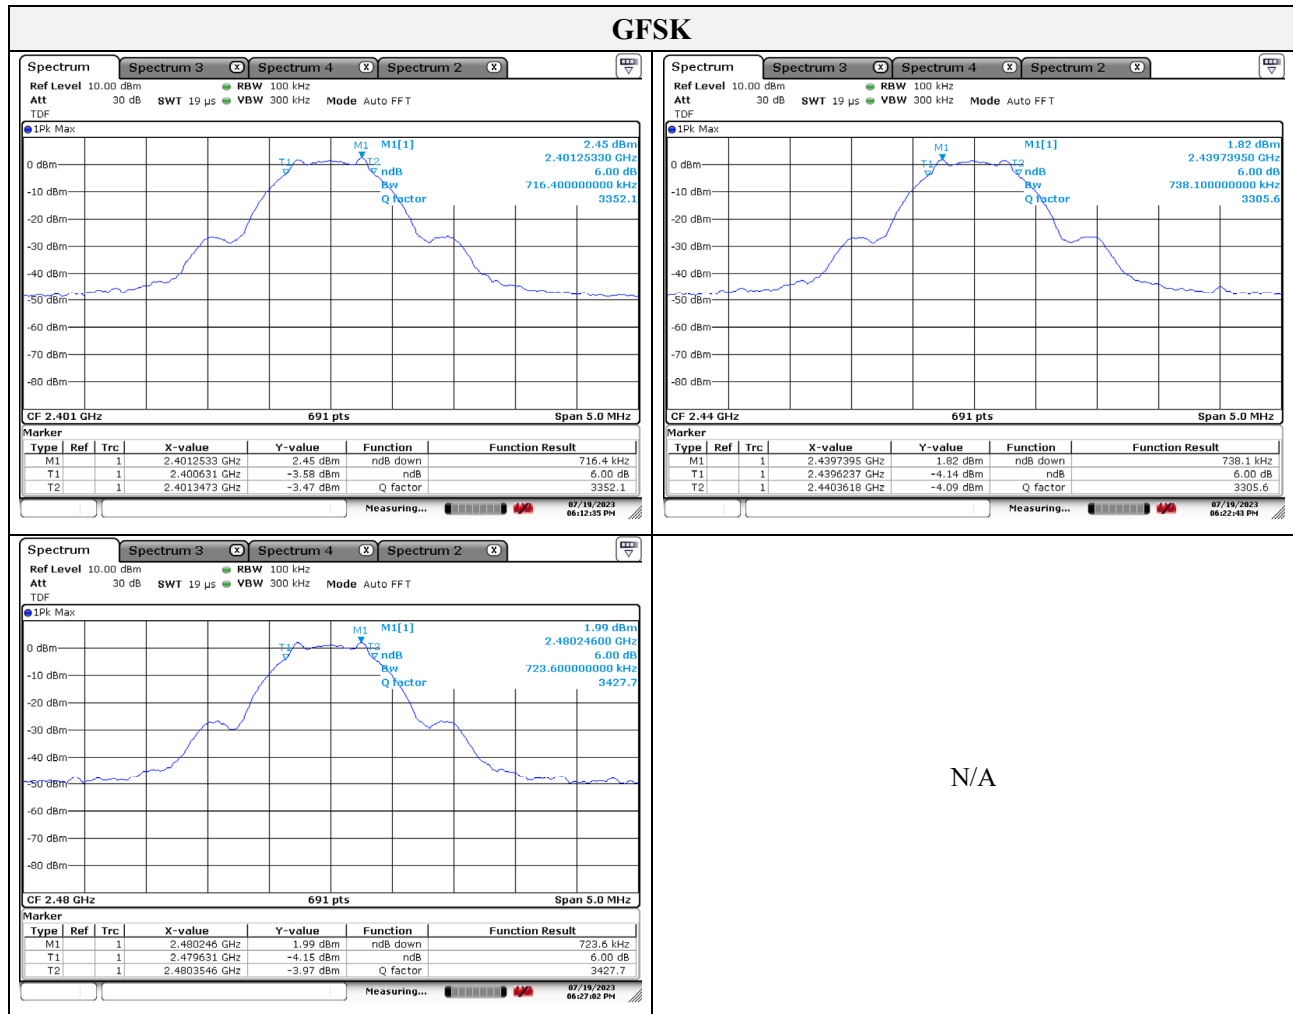 GFSK
Spectrum Spectrum 3 X Spectrum 4 X Spectrum 2 X
Ref Level 10.00 dBm RBW 100 kHz
Att 30 dB SWT 19 µs VBW 300 kHz Mode Auto FFT
TDF
1Pk Max
M1 M1[1] 2.45 dBm
2.40125330 GHz
0 dBm T1 T2 ndB 6.00 dB
-10 dBm Bw 716.400000000 kHz
Q factor 3352.1
-20 dBm
-30 dBm
-40 dBm
-50 dBm
-60 dBm
-70 dBm
-80 dBm
CF 2.401 GHz 691 pts Span 5.0 MHz
Marker
Type Ref Trc X-value Y-value Function Function Result
M1 1 2.4012533 GHz 2.45 dBm ndB down 716.4 kHz
T1 1 2.400631 GHz -3.58 dBm ndB 6.00 dB
T2 1 2.4013473 GHz -3.47 dBm Q factor 3352.1
Measuring... 07/19/2023
06:12:35 PM
Spectrum Spectrum 3 X Spectrum 4 X Spectrum 2 X
Ref Level 10.00 dBm RBW 100 kHz
Att 30 dB SWT 19 µs VBW 300 kHz Mode Auto FFT
TDF
1Pk Max
M1 M1[1] 1.82 dBm
2.43973950 GHz
0 dBm T1 T2 ndB 6.00 dB
-10 dBm Bw 738.100000000 kHz
Q factor 3305.6
-20 dBm
-30 dBm
-40 dBm
-50 dBm
-60 dBm
-70 dBm
-80 dBm
CF 2.44 GHz 691 pts Span 5.0 MHz
Marker
Type Ref Trc X-value Y-value Function Function Result
M1 1 2.4397395 GHz 1.82 dBm ndB down 738.1 kHz
T1 1 2.4396237 GHz -4.14 dBm ndB 6.00 dB
T2 1 2.4403618 GHz -4.09 dBm Q factor 3305.6
Measuring... 07/19/2023
06:22:43 PM
Spectrum Spectrum 3 X Spectrum 4 X Spectrum 2 X
Ref Level 10.00 dBm RBW 100 kHz
Att 30 dB SWT 19 µs VBW 300 kHz Mode Auto FFT
TDF
1Pk Max
M1 M1[1] 1.99 dBm
2.48024600 GHz
0 dBm T1 T2 ndB 6.00 dB
-10 dBm Bw 723.600000000 kHz
Q factor 3427.7
-20 dBm
-30 dBm
-40 dBm
-50 dBm
-60 dBm
-70 dBm
-80 dBm
CF 2.48 GHz 691 pts Span 5.0 MHz
Marker
Type Ref Trc X-value Y-value Function Function Result
M1 1 2.480246 GHz 1.99 dBm ndB down 723.6 kHz
T1 1 2.479631 GHz -4.15 dBm ndB 6.00 dB
T2 1 2.4803546 GHz -3.97 dBm Q factor 3427.7
Measuring... 07/19/2023
06:27:02 PM
N/A